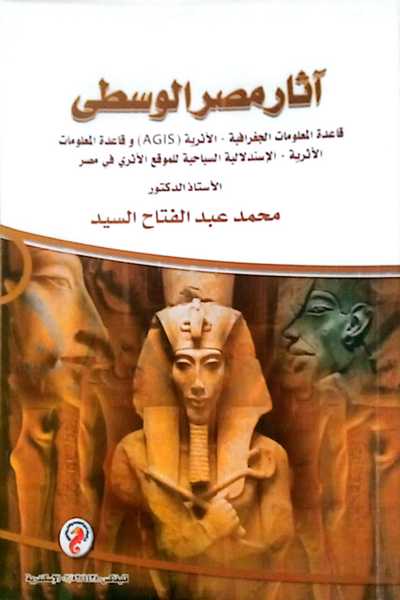 آثار مصر الوسطى
قاعدة المعلومات الجغرافية - الأثرية (AGIS) و قاعدة المعلومات
الأثرية - الإستدلالية السياحية للموقع الأثري في مصر
الأستاذ الدكتور
محمد عبد الفتاح السيد
الإسكندرية